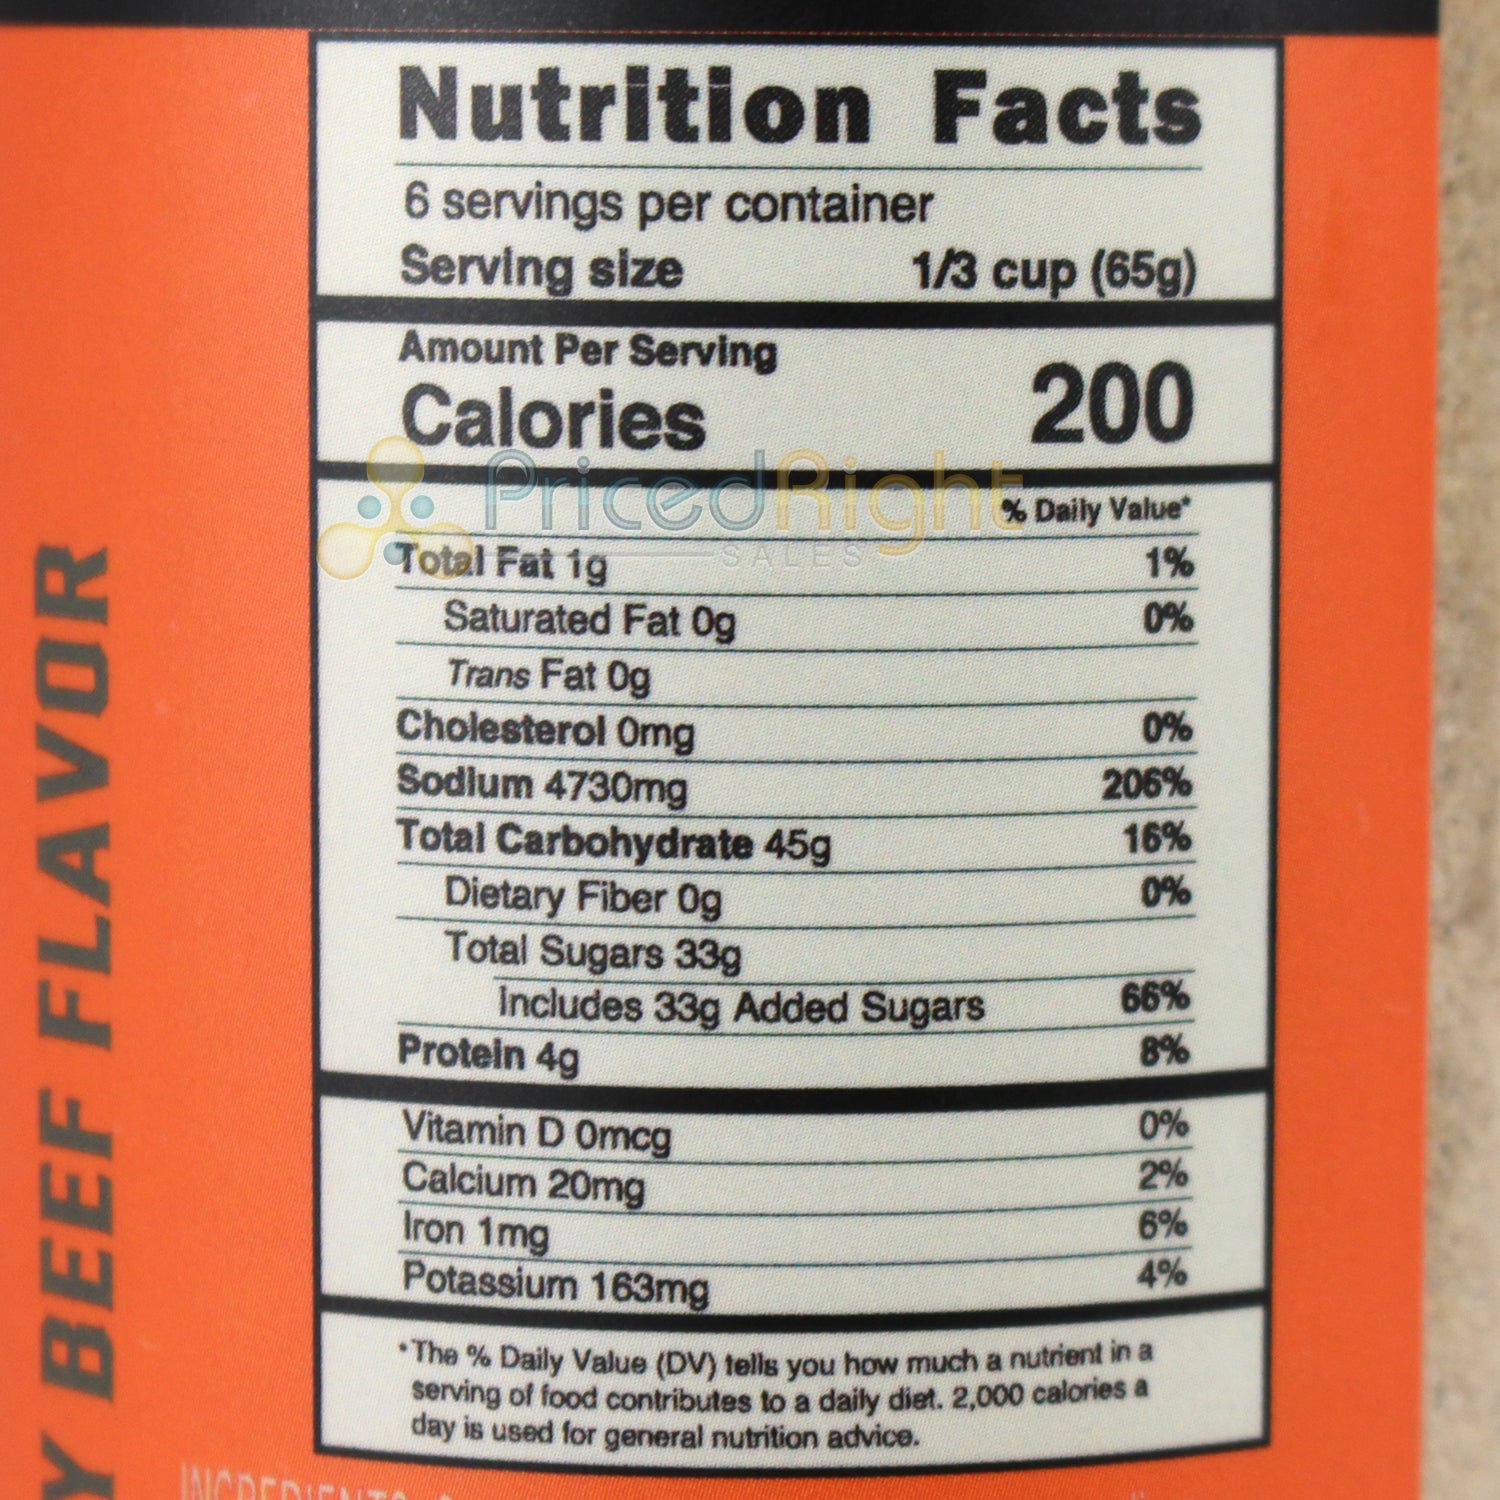 Nutrition Facts
6 servings per container
Serving size 1/3 cup (65g)
Amount Per Serving
Calories 200
PricedRight
SALES
% Daily Value*
Total Fat 1g 1%
Saturated Fat 0g 0%
Trans Fat 0g
Cholesterol 0mg 0%
Sodium 4730mg 206%
Total Carbohydrate 45g 16%
Dietary Fiber 0g 0%
Total Sugars 33g
Includes 33g Added Sugars 66%
Protein 4g 8%
Vitamin D 0mcg 0%
Calcium 20mg 2%
Iron 1mg 6%
Potassium 163mg 4%
*The % Daily Value (DV) tells you how much a nutrient in a
serving of food contributes to a daily diet. 2,000 calories a
day is used for general nutrition advice.
Y BEEF FLAVOR